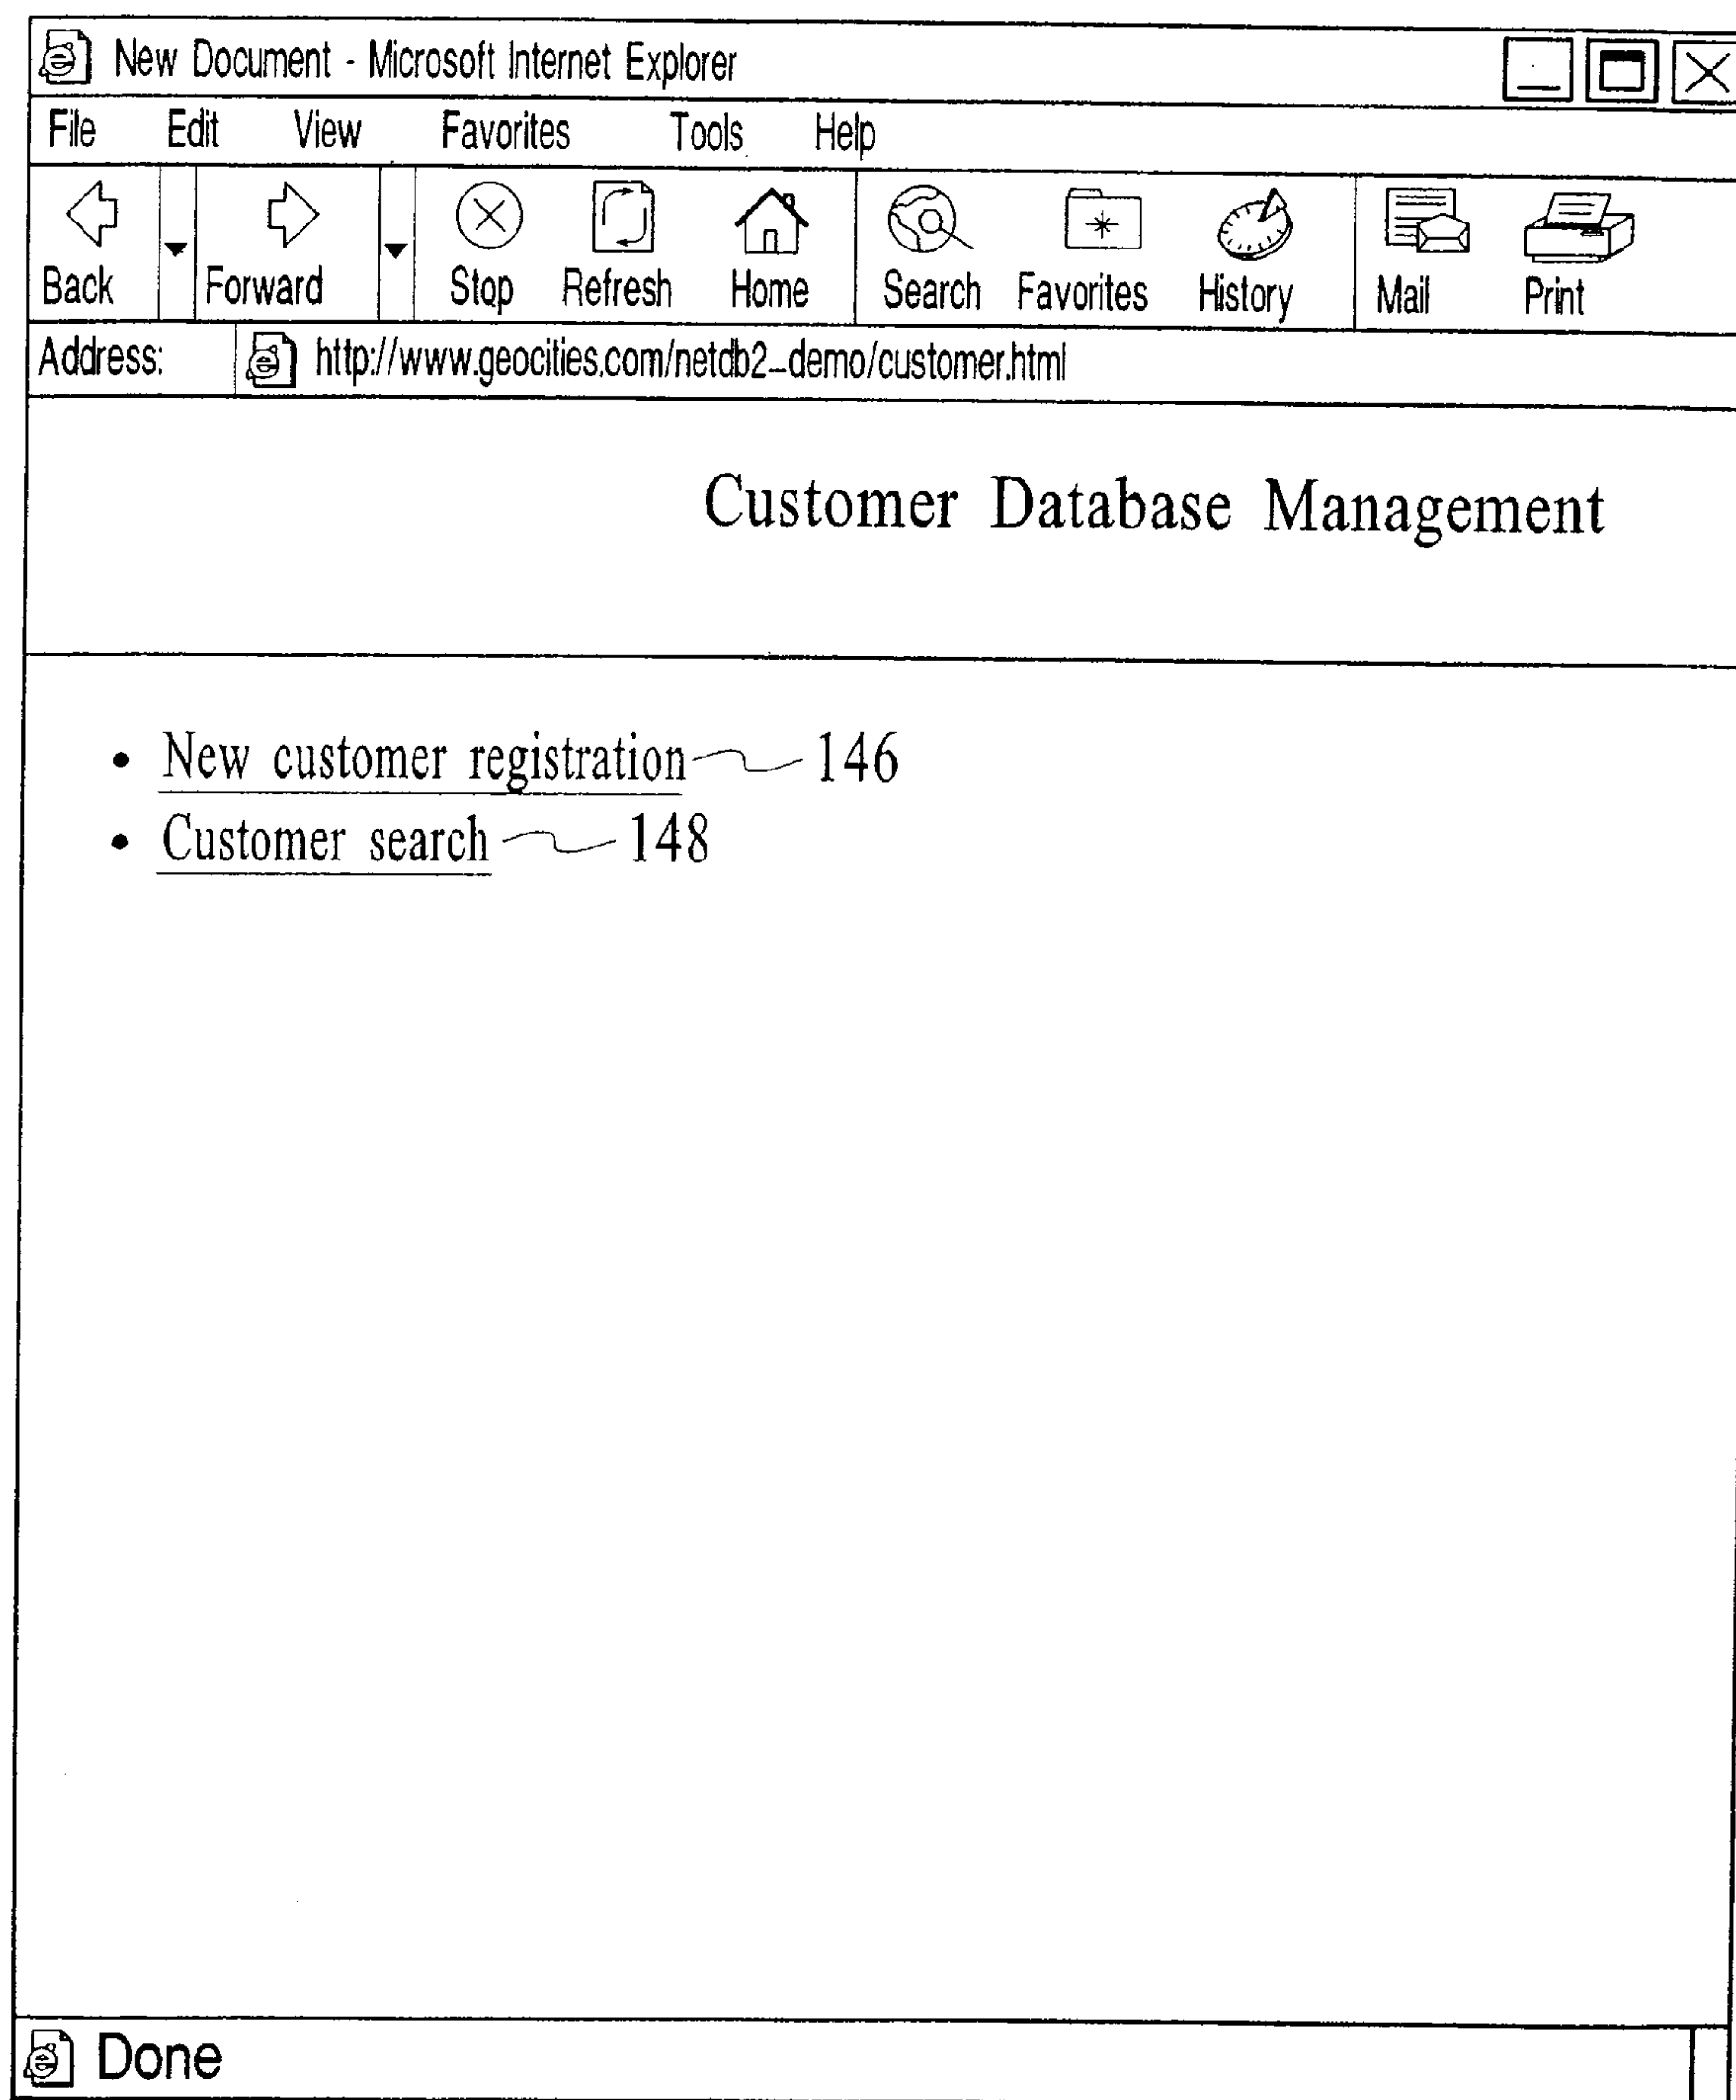 New Document - Microsoft Internet Explorer
File Edit View Favorites Tools Help
Back Forward Stop Refresh Home Search Favorites History Mail Print
Address: http://www.geocities.com/netdb2_demo/customer.html
Customer Database Management
• New customer registration 146
• Customer search 148
Done